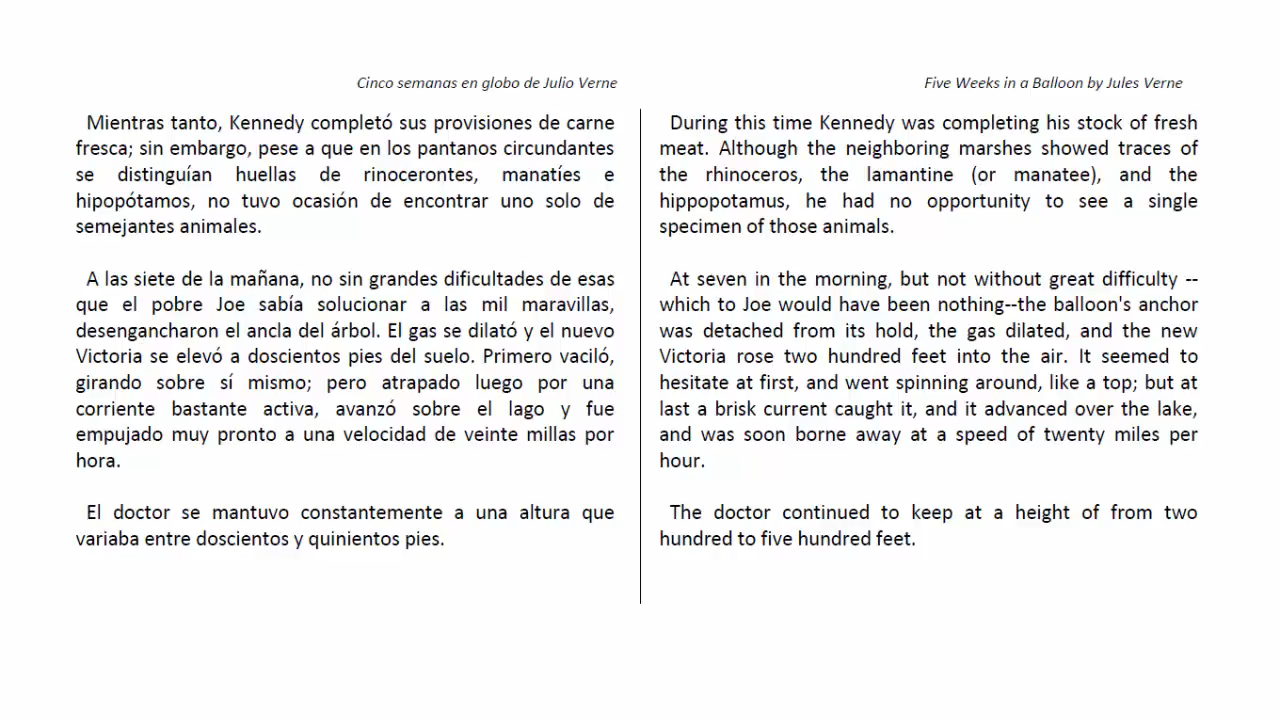 Cinco semanas en globo de Julio Verne
Mientras tanto, Kennedy completó sus provisiones de carne
fresca; sin embargo, pese a que en los pantanos circundantes
se distinguían huellas de rinocerontes, manatíes e
hipopótamos, no tuvo ocasión de encontrar uno solo de
semejantes animales.
A las siete de la mañana, no sin grandes dificultades de esas
que el pobre Joe sabía solucionar a las mil maravillas,
desengancharon el ancla del árbol. El gas se dilató y el nuevo
Victoria se elevó a doscientos pies del suelo. Primero vaciló,
girando sobre sí mismo; pero atrapado luego por una
corriente bastante activa, avanzó sobre el lago y fue
empujado muy pronto a una velocidad de veinte millas por
hora.
El doctor se mantuvo constantemente a una altura que
variaba entre doscientos y quinientos pies.
Five Weeks in a Balloon by Jules Verne
During this time Kennedy was completing his stock of fresh
meat. Although the neighboring marshes showed traces of
the rhinoceros, the lamantine (or manatee), and the
hippopotamus, he had no opportunity to see a single
specimen of those animals.
At seven in the morning, but not without great difficulty --
which to Joe would have been nothing--the balloon's anchor
was detached from its hold, the gas dilated, and the new
Victoria rose two hundred feet into the air. It seemed to
hesitate at first, and went spinning around, like a top; but at
last a brisk current caught it, and it advanced over the lake,
and was soon borne away at a speed of twenty miles per
hour.
The doctor continued to keep at a height of from two
hundred to five hundred feet.